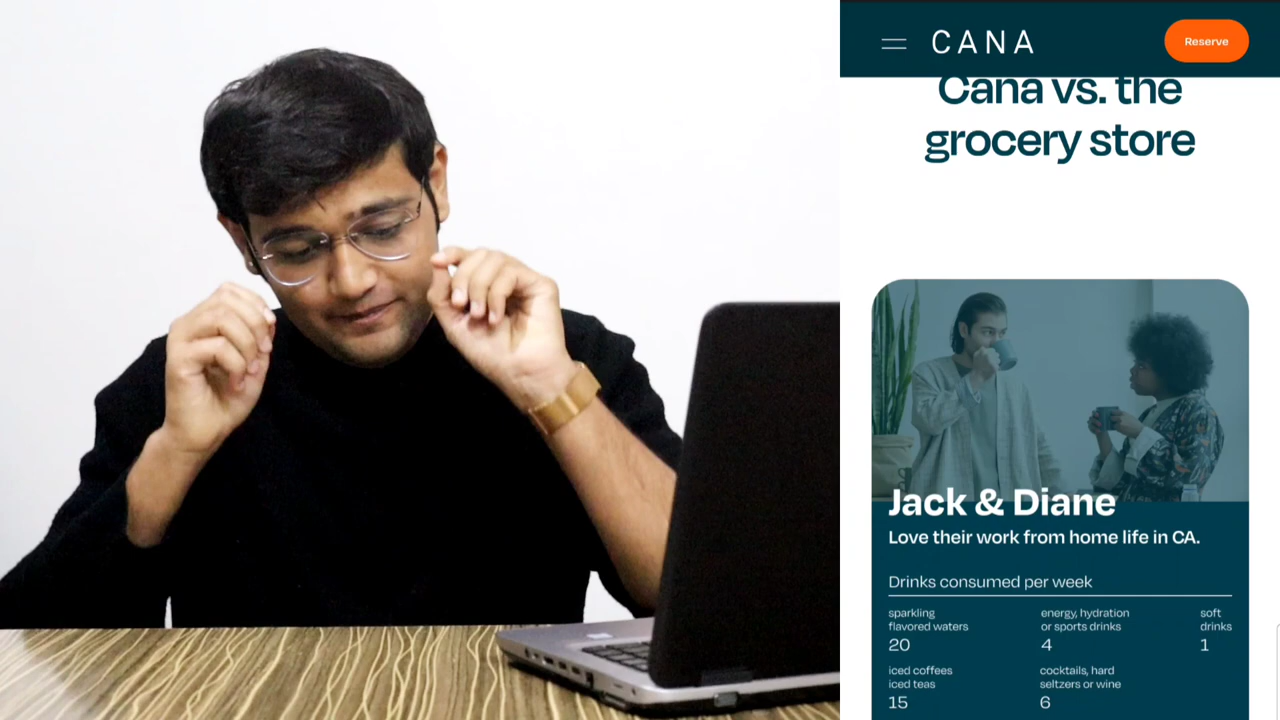 CANA
Reserve
Cana vs. the
grocery store
Jack & Diane
Love their work from home life in CA.
Drinks consumed per week
sparkling
flavored waters
20
energy, hydration
or sports drinks
4
soft
drinks
1
iced coffees
iced teas
15
cocktails, hard
seltzers or wine
6